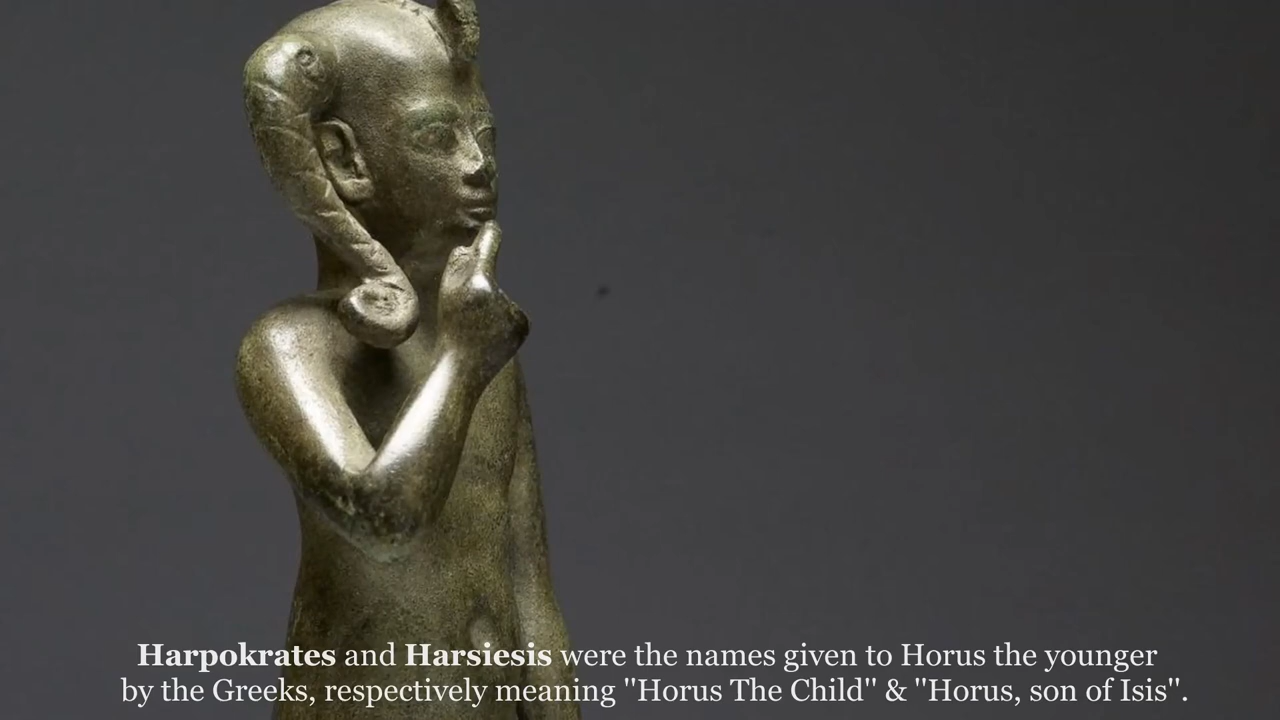 Harpokrates and Harsiesis were the names given to Horus the younger
by the Greeks, respectively meaning "Horus The Child" & "Horus, son of Isis".